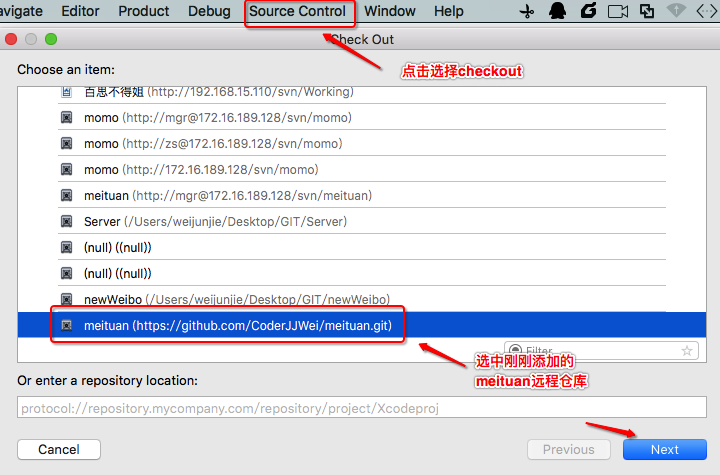 avigate Editor Product Debug Source Control Window Help
Check Out
点击选择checkout
Choose an item:
百思不得姐 (http://192.168.15.110/svn/Working)
momo (http://mgr@172.16.189.128/svn/momo)
momo (http://zs@172.16.189.128/svn/momo)
momo (http://172.16.189.128/svn/momo)
meituan (http://mgr@172.16.189.128/svn/meituan)
Server (/Users/weijunjie/Desktop/GIT/Server)
(null) ((null))
(null) ((null))
newWeibo (/Users/weijunjie/Desktop/GIT/newWeibo)
meituan (https://github.com/CoderJJWei/meituan.git)
Filter
选中刚刚添加的
meituan远程仓库
Or enter a repository location:
protocol://repository.mycompany.com/repository/project/Xcodeproj
Cancel Previous Next